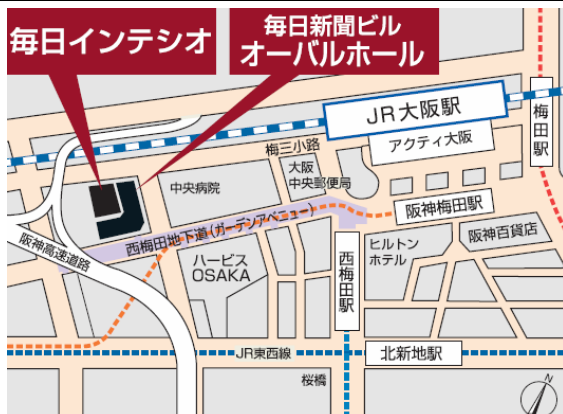 毎日インテシオ
毎日新聞ビル
オーバルホール
JR大阪駅
梅田駅
アクティ大阪
梅三小路
大阪
中央郵便局
中央病院
阪神梅田駅
西梅田地下道(ガーデンアベニュー)
阪神百貨店
阪神高速道路
ハービス
OSAKA
西梅田駅
ヒルトン
ホテル
JR東西線
北新地駅
桜橋
N